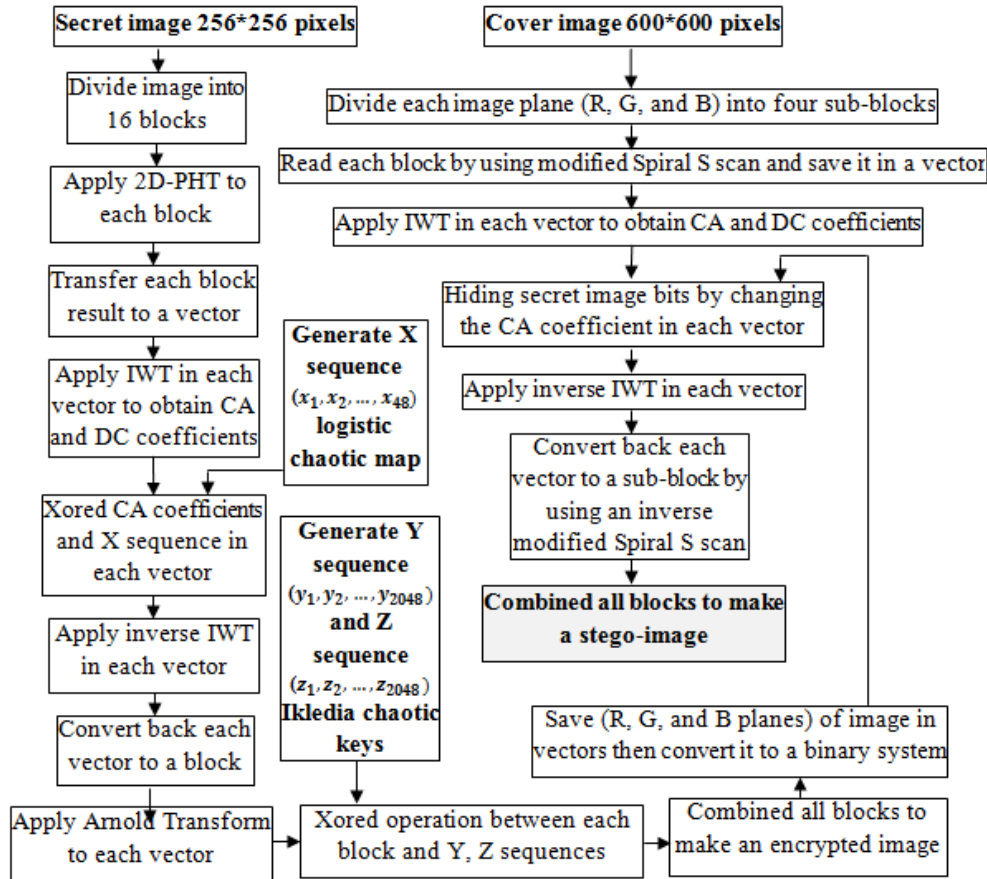 Secret image 256*256 pixels
Divide image into
16 blocks
Apply 2D-PHT to
each block
Transfer each block
result to a vector
Apply IWT in each
vector to obtain CA
and DC coefficients
Generate X
sequence
(x₁, x₂, ..., x₄₈)
logistic
chaotic map
Xored CA coefficients
and X sequence in
each vector
Apply inverse IWT
in each vector
Convert back each
vector to a block
Apply Arnold Transform
to each vector
Generate Y
sequence
(y₁, y₂, ..., y₂₀₄₈)
and Z
sequence
(z₁, z₂, ..., z₂₀₄₈)
Ikledia chaotic
keys
Xored operation between each
block and Y, Z sequences
Combined all blocks to
make an encrypted image
Save (R, G, and B planes) of image in
vectors then convert it to a binary system
Cover image 600*600 pixels
Divide each image plane (R, G, and B) into four sub-blocks
Read each block by using modified Spiral S scan and save it in a vector
Apply IWT in each vector to obtain CA and DC coefficients
Hiding secret image bits by changing
the CA coefficient in each vector
Apply inverse IWT in each vector
Convert back each
vector to a sub-block by
using an inverse
modified Spiral S scan
Combined all blocks to make
a stego-image